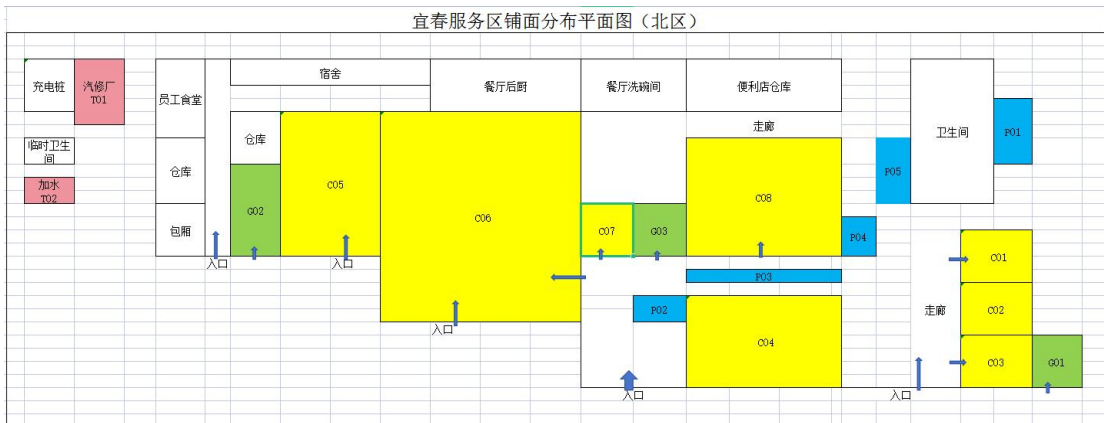 宜春服务区铺面分布平面图（北区）
充电桩
汽修厂
T01
员工食堂
宿舍
餐厅后厨
餐厅洗碗间
便利店仓库
卫生间
P01
临时卫生
间
仓库
仓库
走廊
P05
加水
T02
G02
C05
C06
C07
G03
C08
P04
包厢
入口
入口
入口
P03
P02
C04
入口
走廊
C01
C02
C03
G01
入口